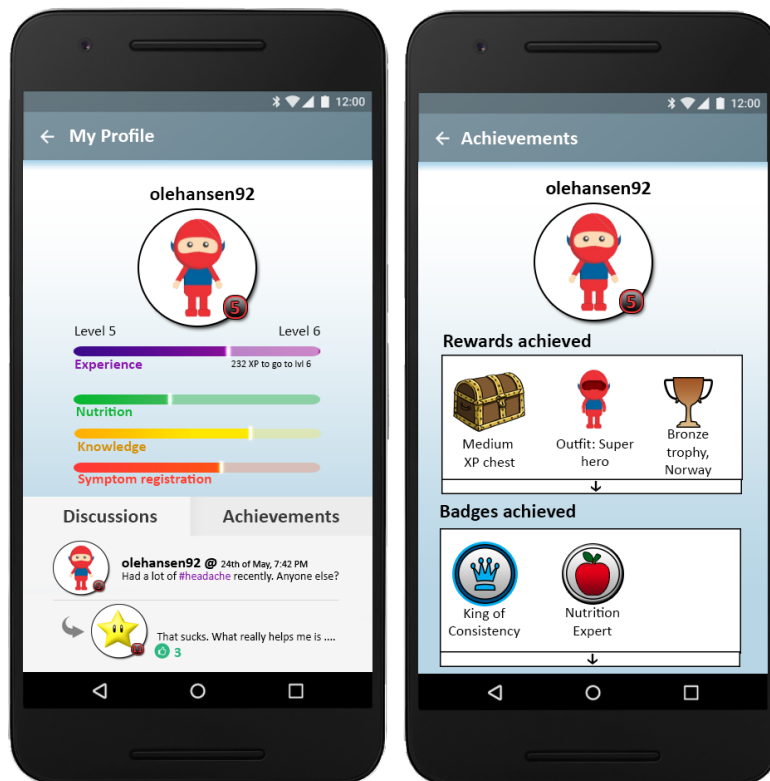 12:00
My Profile
olehansen92
5
Level 5
Level 6
Experience
232 XP to go to lvl 6
Nutrition
Knowledge
Symptom registration
Discussions
Achievements
olehansen92 @ 24th of May, 7:42 PM
Had a lot of #headache recently. Anyone else?
That sucks. What really helps me is ....
3
12:00
Achievements
olehansen92
5
Rewards achieved
Medium
XP chest
Outfit: Super
hero
Bronze
trophy,
Norway
Badges achieved
King of
Consistency
Nutrition
Expert